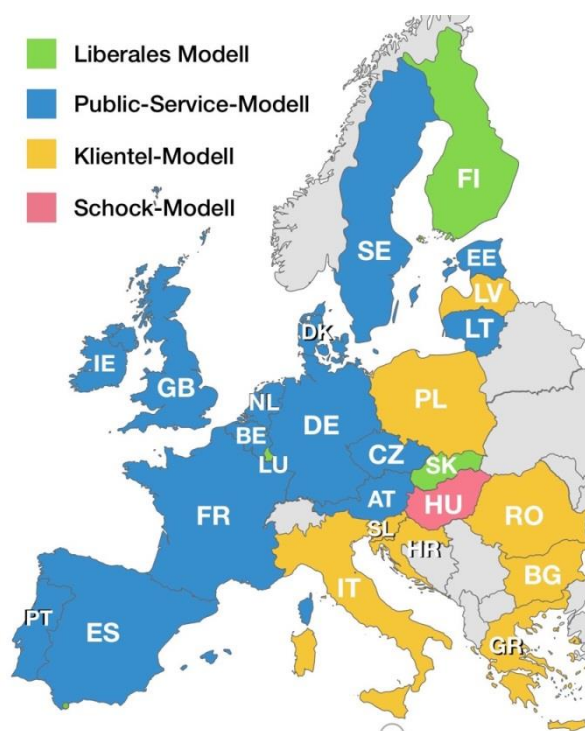 Liberales Modell
Public-Service-Modell
Klientel-Modell
Schock-Modell
FI
SE
EE
LV
LT
DK
IE
GB
NL
BE
DE
PL
LU
CZ
SK
FR
AT
HU
SL
HR
RO
IT
BG
PT
ES
GR